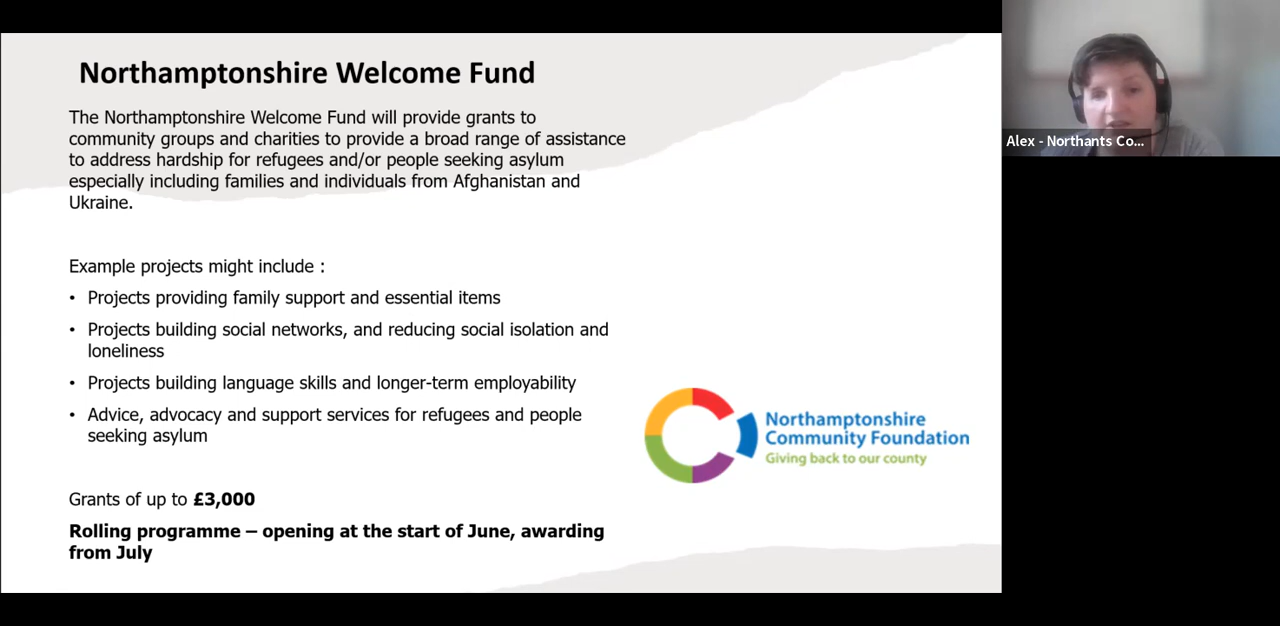 Northamptonshire Welcome Fund
The Northamptonshire Welcome Fund will provide grants to
community groups and charities to provide a broad range of assistance
to address hardship for refugees and/or people seeking asylum
especially including families and individuals from Afghanistan and
Ukraine.
Example projects might include :
• Projects providing family support and essential items
• Projects building social networks, and reducing social isolation and
loneliness
• Projects building language skills and longer-term employability
• Advice, advocacy and support services for refugees and people
seeking asylum
Grants of up to £3,000
Rolling programme – opening at the start of June, awarding
from July
Northamptonshire
Community Foundation
Giving back to our county
Alex - Northants Co...